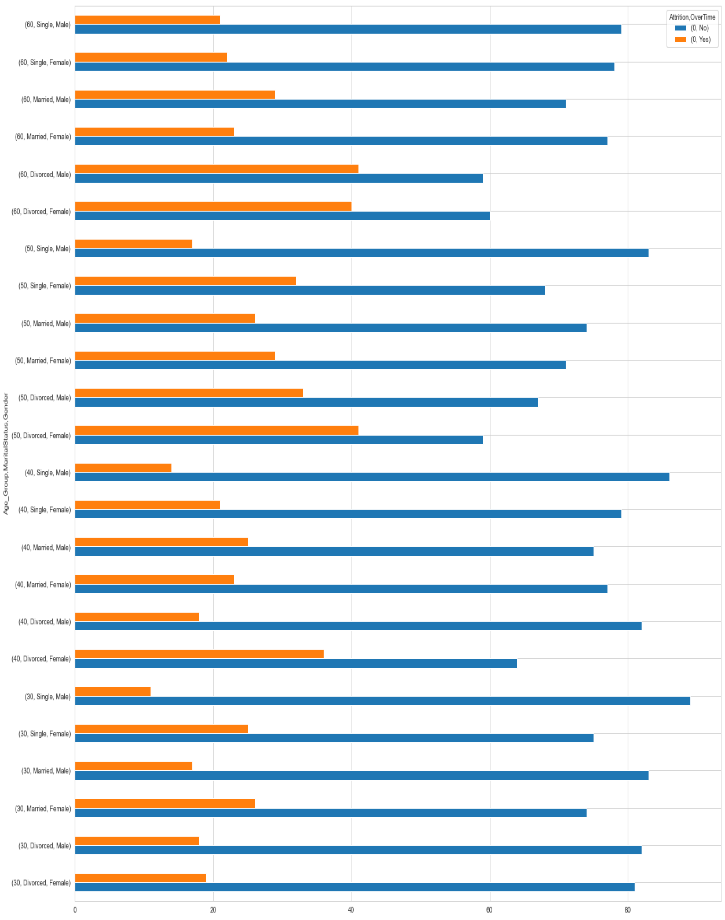 Attrition,OverTime
(0, No)
(0, Yes)
(60, Single, Male)
(60, Single, Female)
(60, Married, Male)
(60, Married, Female)
(60, Divorced, Male)
(60, Divorced, Female)
(50, Single, Male)
(50, Single, Female)
(50, Married, Male)
(50, Married, Female)
(50, Divorced, Male)
(50, Divorced, Female)
(40, Single, Male)
(40, Single, Female)
(40, Married, Male)
(40, Married, Female)
(40, Divorced, Male)
(40, Divorced, Female)
(30, Single, Male)
(30, Single, Female)
(30, Married, Male)
(30, Married, Female)
(30, Divorced, Male)
(30, Divorced, Female)
Age_Group,MaritalStatus,Gender
0 20 40 60 80